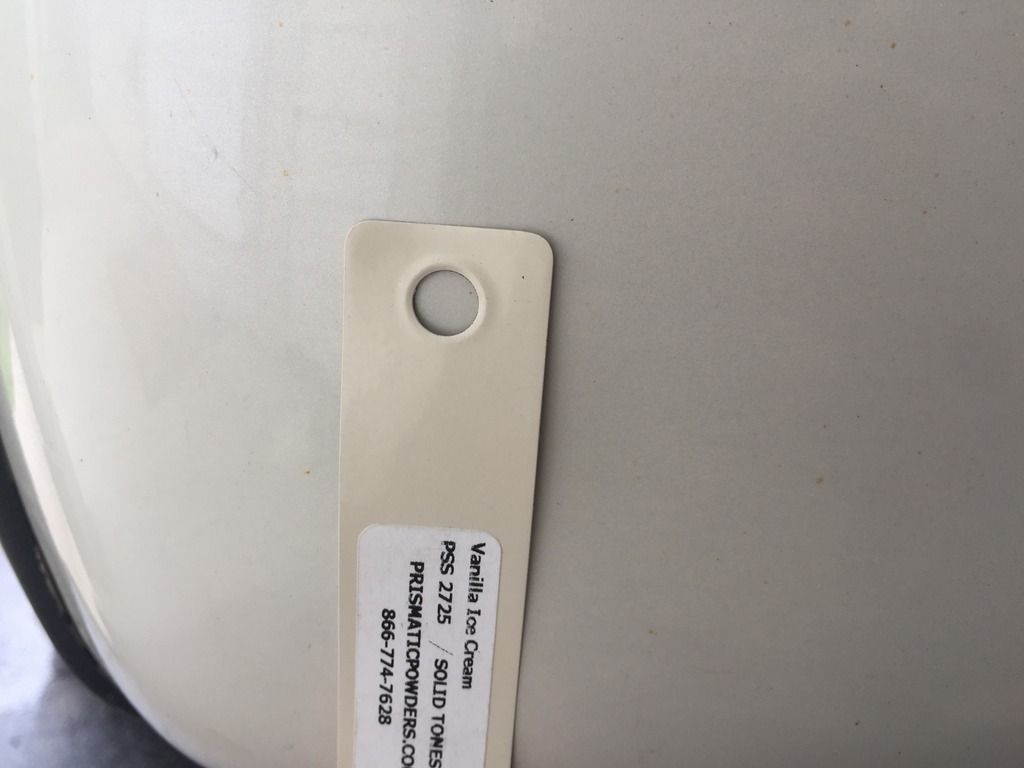 Vanilla Ice Cream
PSS 2725 / SOLID TONES
PRISMATICPOWDERS.CO
866-774-7628